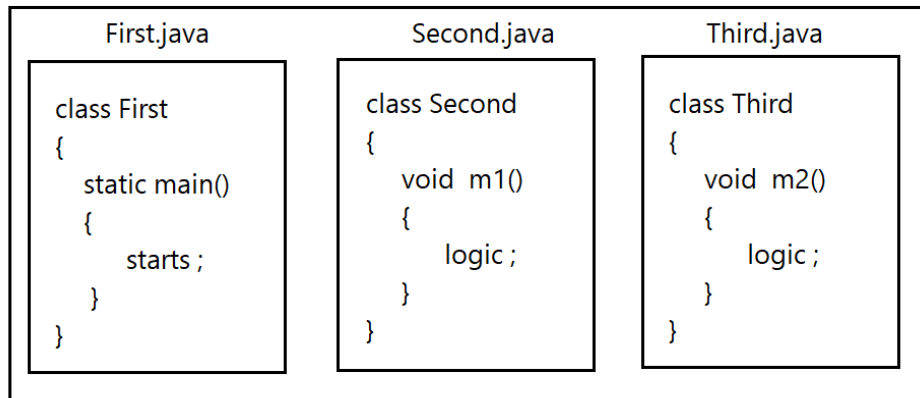 First.java
class First
{
static main()
{
starts ;
}
}
Second.java
class Second
{
void m1()
{
logic ;
}
}
Third.java
class Third
{
void m2()
{
logic ;
}
}